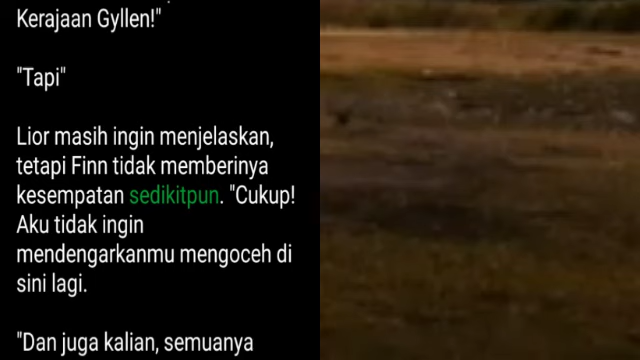 Kerajaan Gyllen!"
"Tapi"
Lior masih ingin menjelaskan,
tetapi Finn tidak memberinya
kesempatan sedikitpun. "Cukup!
Aku tidak ingin
mendengarkanmu mengoceh di
sini lagi.
"Dan juga kalian, semuanya